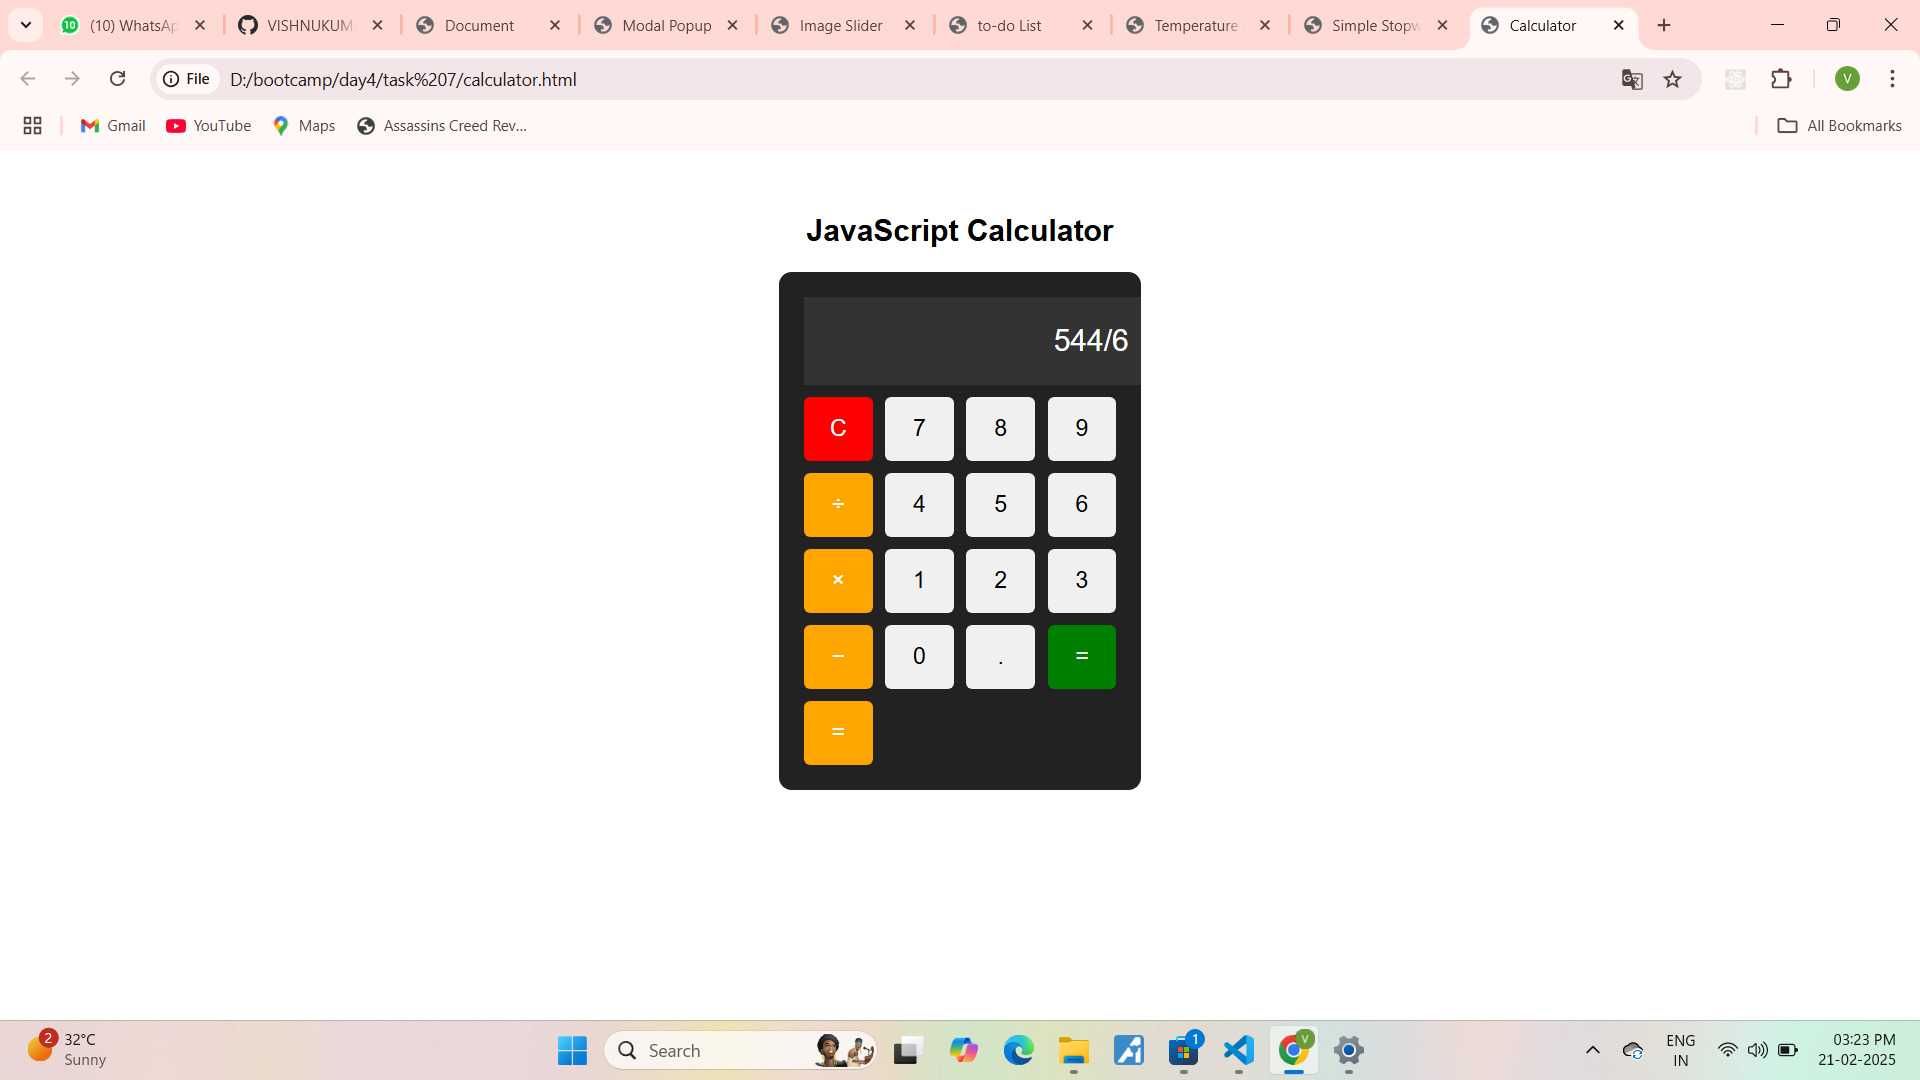 (10) WhatsAp
VISHNUKUM
Document
Modal Popup
Image Slider
to-do List
Temperature
Simple Stopw
Calculator
File
D:/bootcamp/day4/task%207/calculator.html
V
Gmail
YouTube
Maps
Assassins Creed Rev...
All Bookmarks
JavaScript Calculator
544/6
C 7 8 9
÷ 4 5 6
× 1 2 3
− 0 . =
=
2
32°C
Sunny
Search
1
V
ENG
IN
03:23 PM
21-02-2025